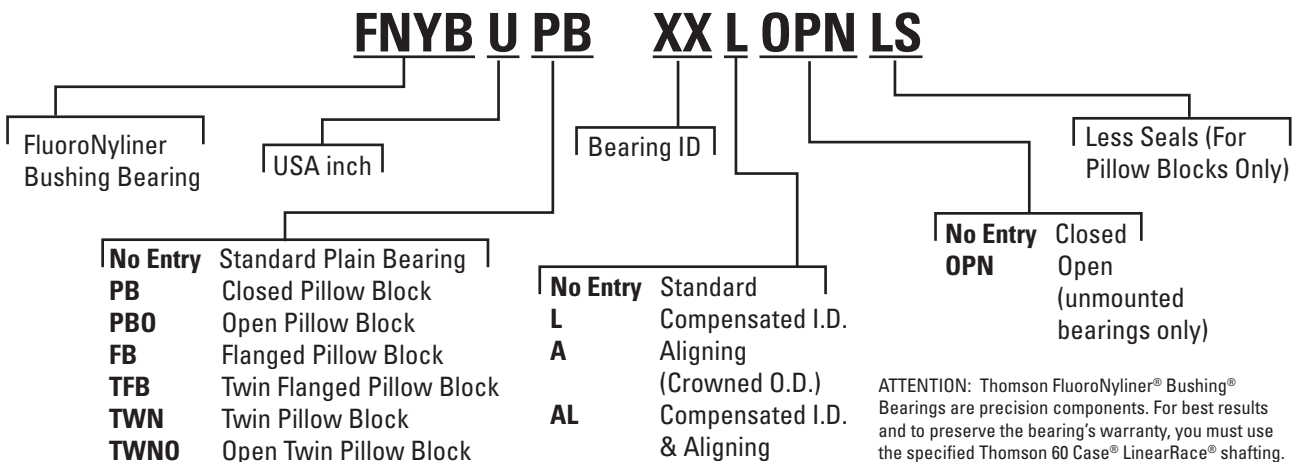 FNYB U PB XX L OPN LS
FluoroNyliner
Bushing Bearing
USA inch
Bearing ID
Less Seals (For
Pillow Blocks Only)
No Entry Standard Plain Bearing
PB Closed Pillow Block
PBO Open Pillow Block
FB Flanged Pillow Block
TFB Twin Flanged Pillow Block
TWN Twin Pillow Block
TWNO Open Twin Pillow Block
No Entry Standard
L Compensated I.D.
A Aligning
(Crowned O.D.)
AL Compensated I.D.
& Aligning
No Entry Closed
OPN Open
(unmounted
bearings only)
ATTENTION: Thomson FluoroNyliner® Bushing®
Bearings are precision components. For best results
and to preserve the bearing's warranty, you must use
the specified Thomson 60 Case® LinearRace® shafting.